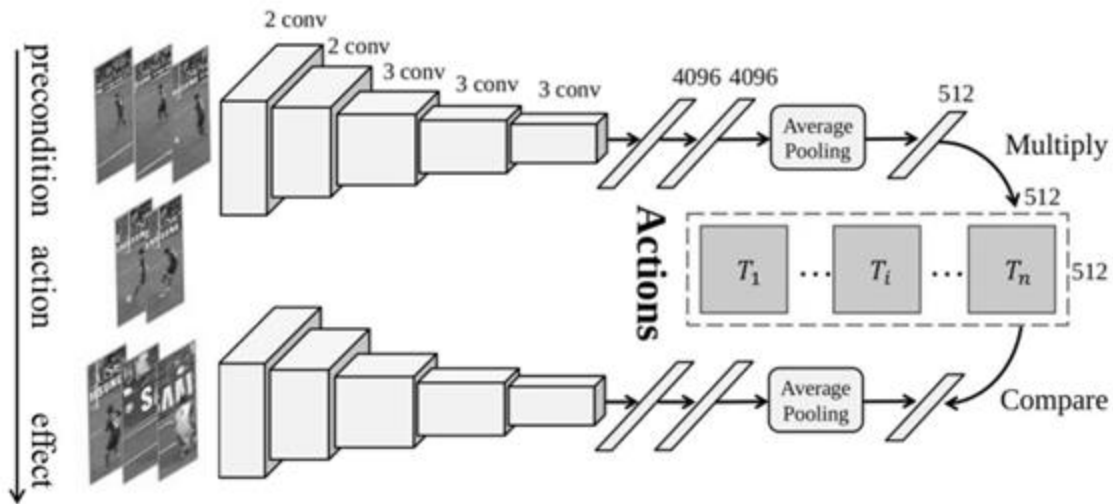 precondition
action
effect
2 conv
2 conv
3 conv
3 conv
3 conv
4096
4096
Average
Pooling
512
Multiply
512
Actions
T₁
...
Tᵢ
...
Tₙ
512
Average
Pooling
Compare